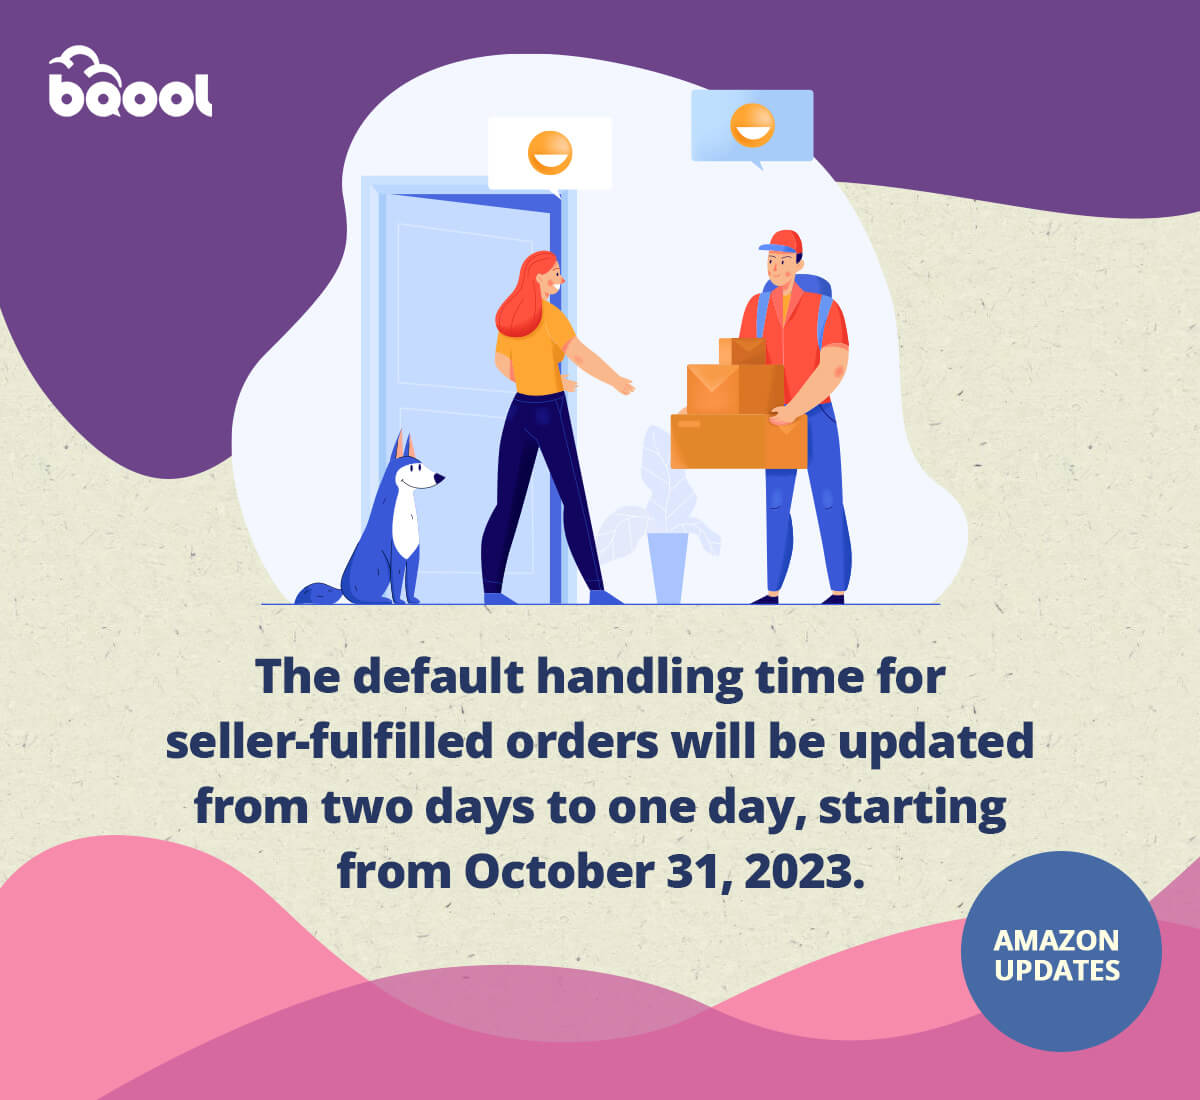 bqool
The default handling time for
seller-fulfilled orders will be updated
from two days to one day, starting
from October 31, 2023.
AMAZON
UPDATES